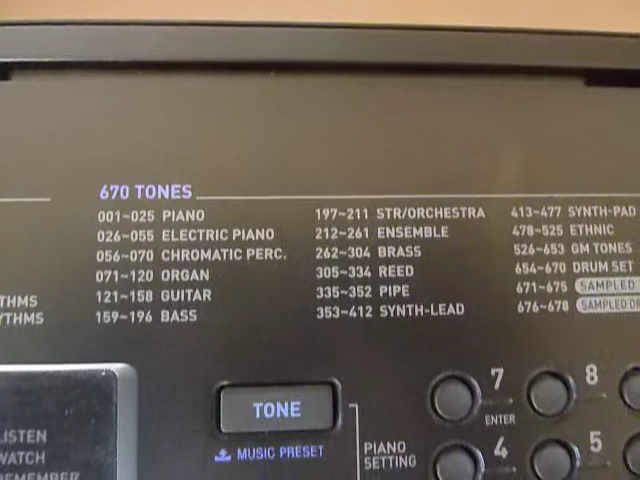 670 TONES
001~025 PIANO
026~055 ELECTRIC PIANO
056~070 CHROMATIC PERC.
071~120 ORGAN
121~158 GUITAR
159~196 BASS
197~211 STR/ORCHESTRA
212~261 ENSEMBLE
262~304 BRASS
305~334 REED
335~352 PIPE
353~412 SYNTH-LEAD
413~477 SYNTH-PAD
478~525 ETHNIC
526~653 GM TONES
654~670 DRUM SET
671~675 SAMPLED
676~678 SAMPLED
THMS
YTHMS
LISTEN
WATCH
REMEMBER
TONE
MUSIC PRESET
PIANO
SETTING
7
8
ENTER
4
5